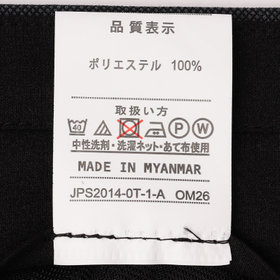 品質表示
ポリエステル 100%
取扱い方
40 P W
中性洗剤・洗濯ネット・あて布使用
MADE IN MYANMAR
JPS2014-0T-1-A OM26